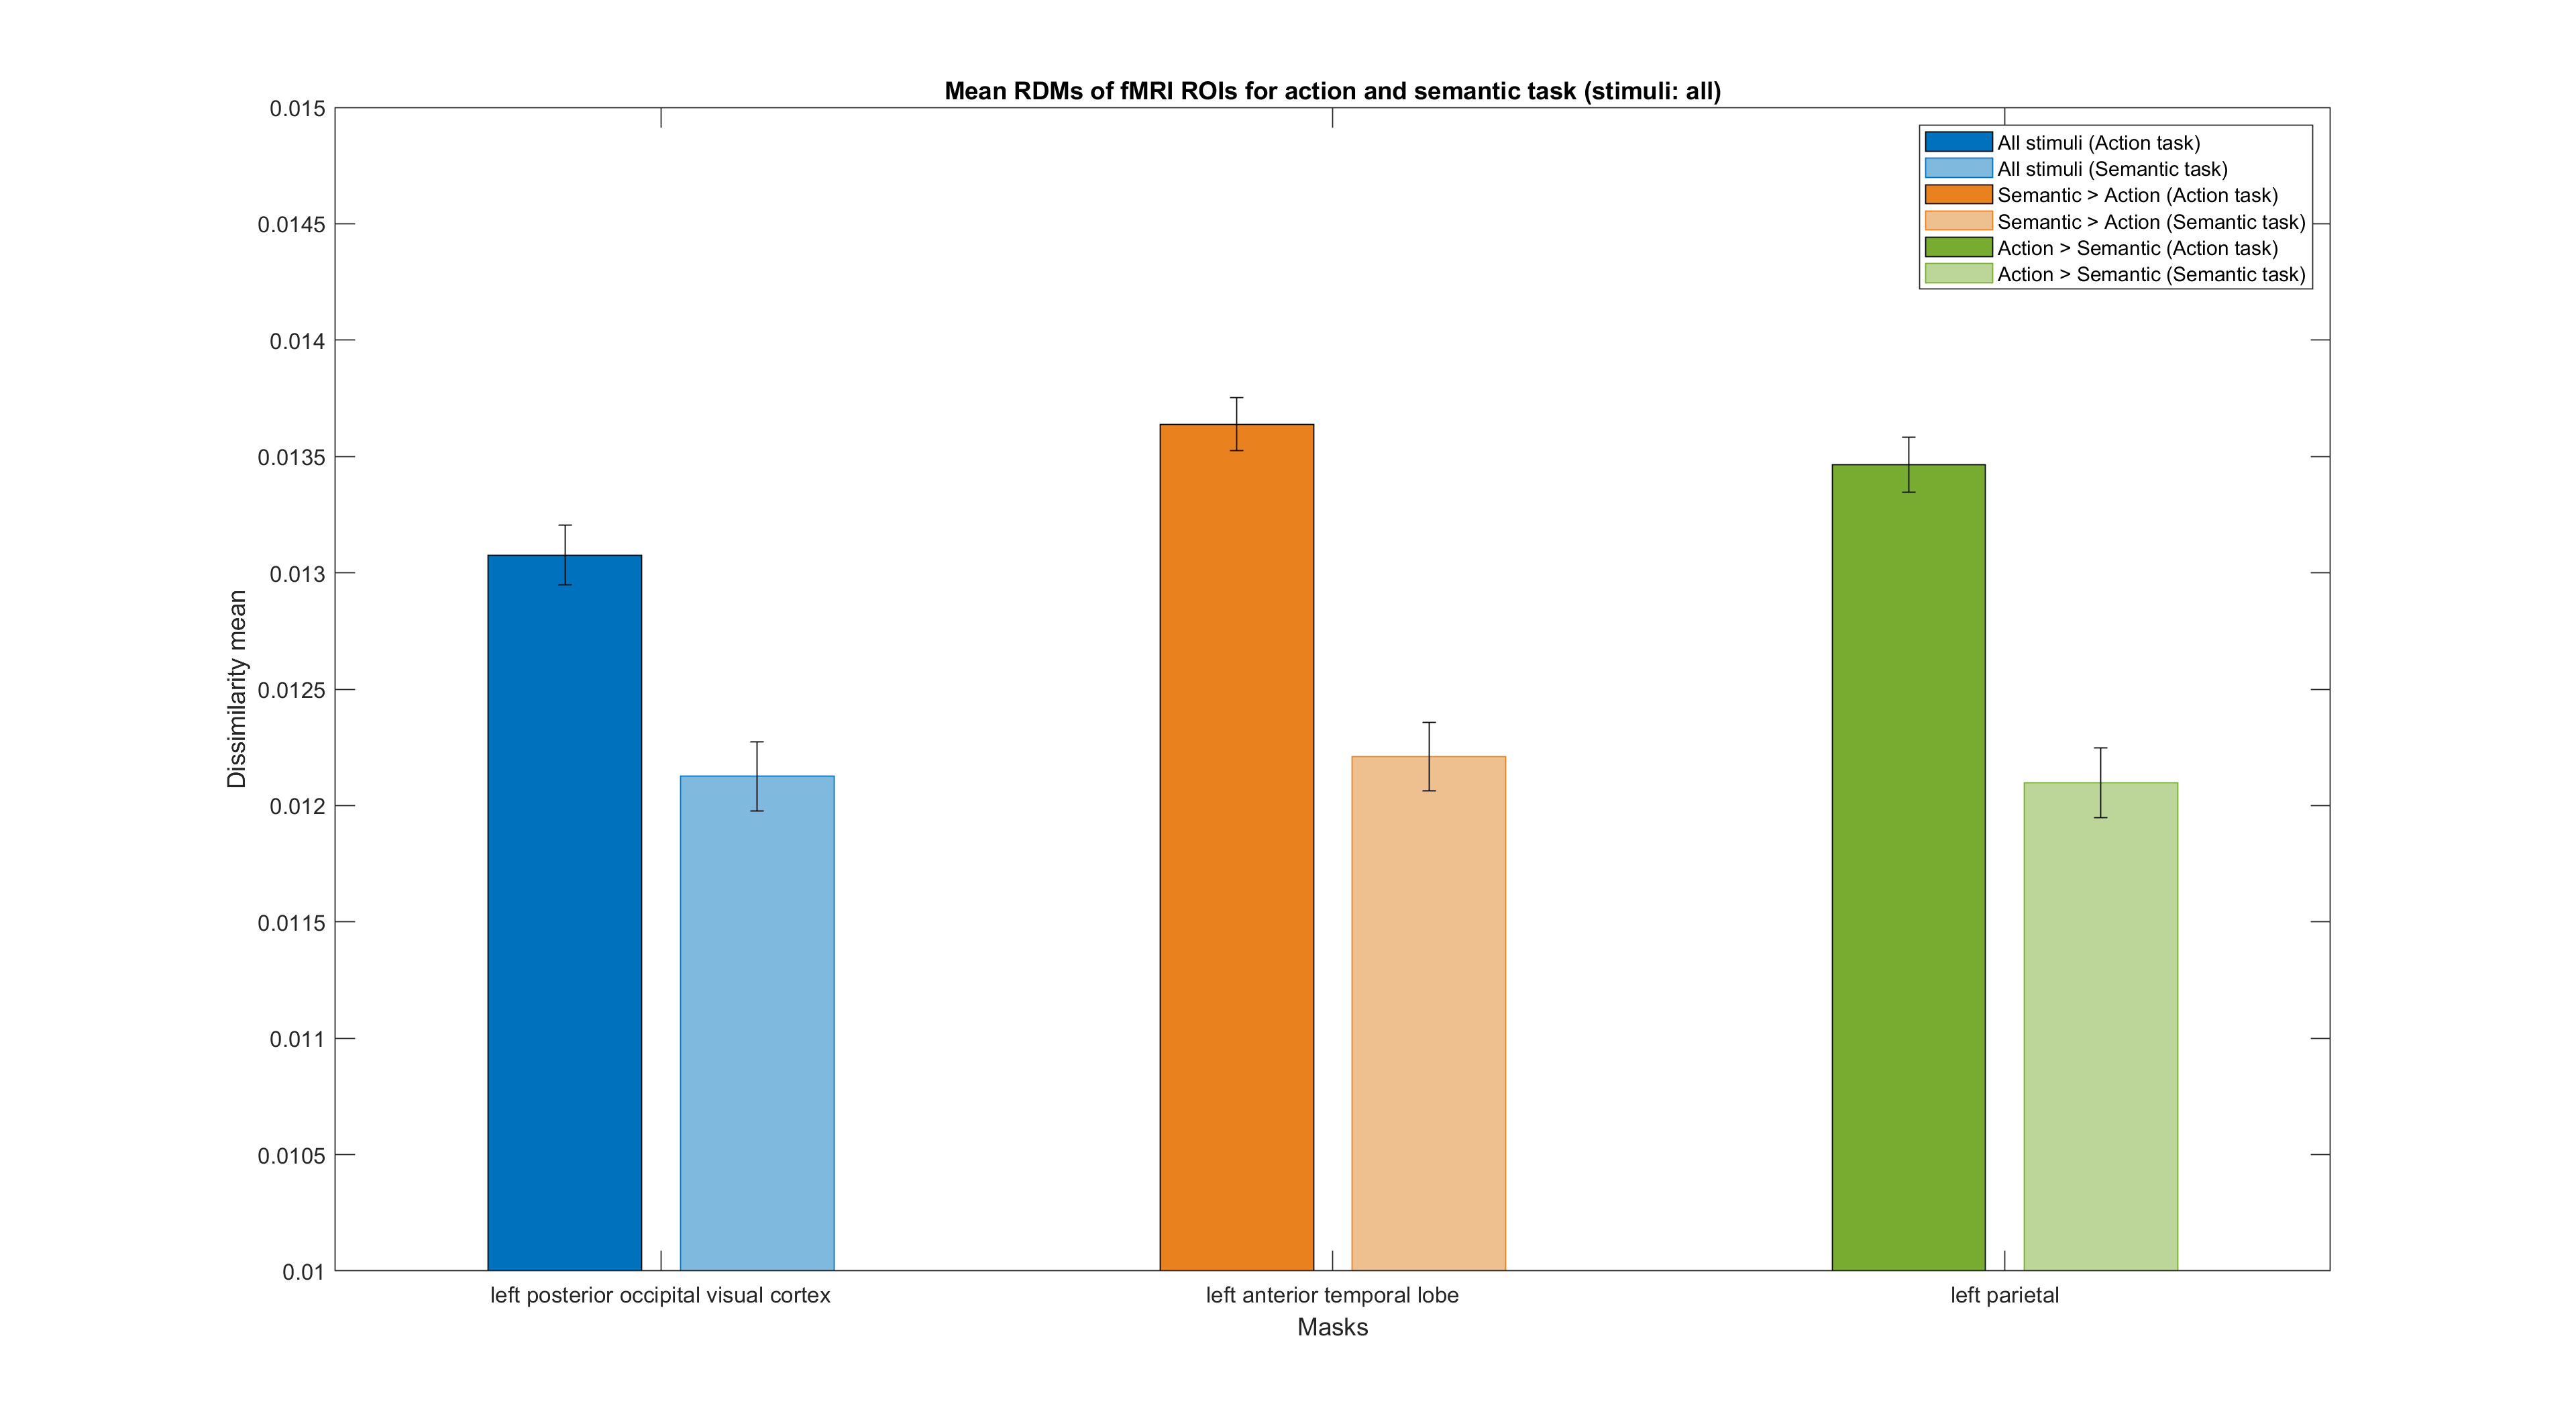 Mean RDMs of fMRI ROIs for action and semantic task (stimuli: all)
0.015
0.0145
0.014
0.0135
0.013
0.0125
0.012
0.0115
0.011
0.0105
0.01
Dissimilarity mean
All stimuli (Action task)
All stimuli (Semantic task)
Semantic > Action (Action task)
Semantic > Action (Semantic task)
Action > Semantic (Action task)
Action > Semantic (Semantic task)
left posterior occipital visual cortex
left anterior temporal lobe
left parietal
Masks